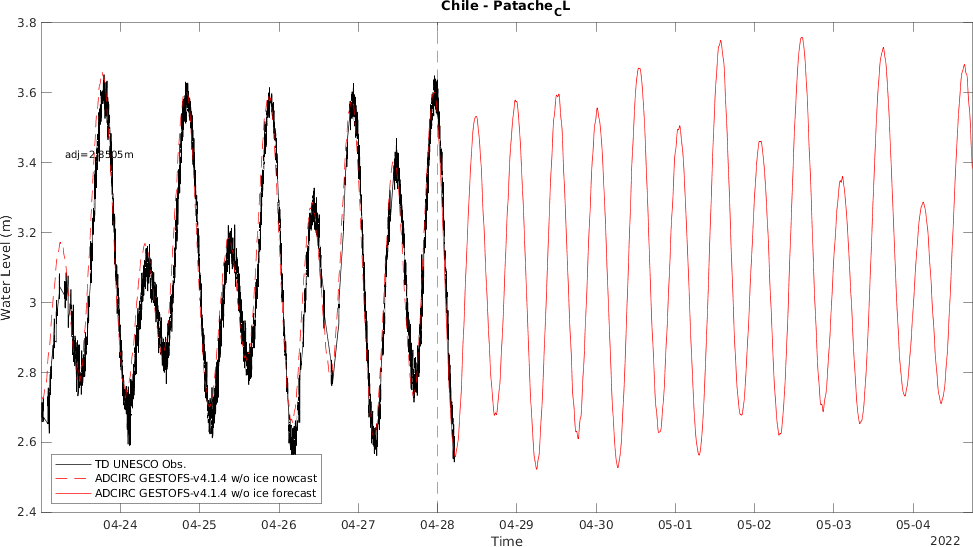 Chile - PatacheCL
3.8
3.6
3.4
3.2
3
2.8
2.6
2.4
Water Level (m)
adj=2.8505m
TD UNESCO Obs.
ADCIRC GESTOFS-v4.1.4 w/o ice nowcast
ADCIRC GESTOFS-v4.1.4 w/o ice forecast
04-24 04-25 04-26 04-27 04-28 04-29 04-30 05-01 05-02 05-03 05-04
Time
2022